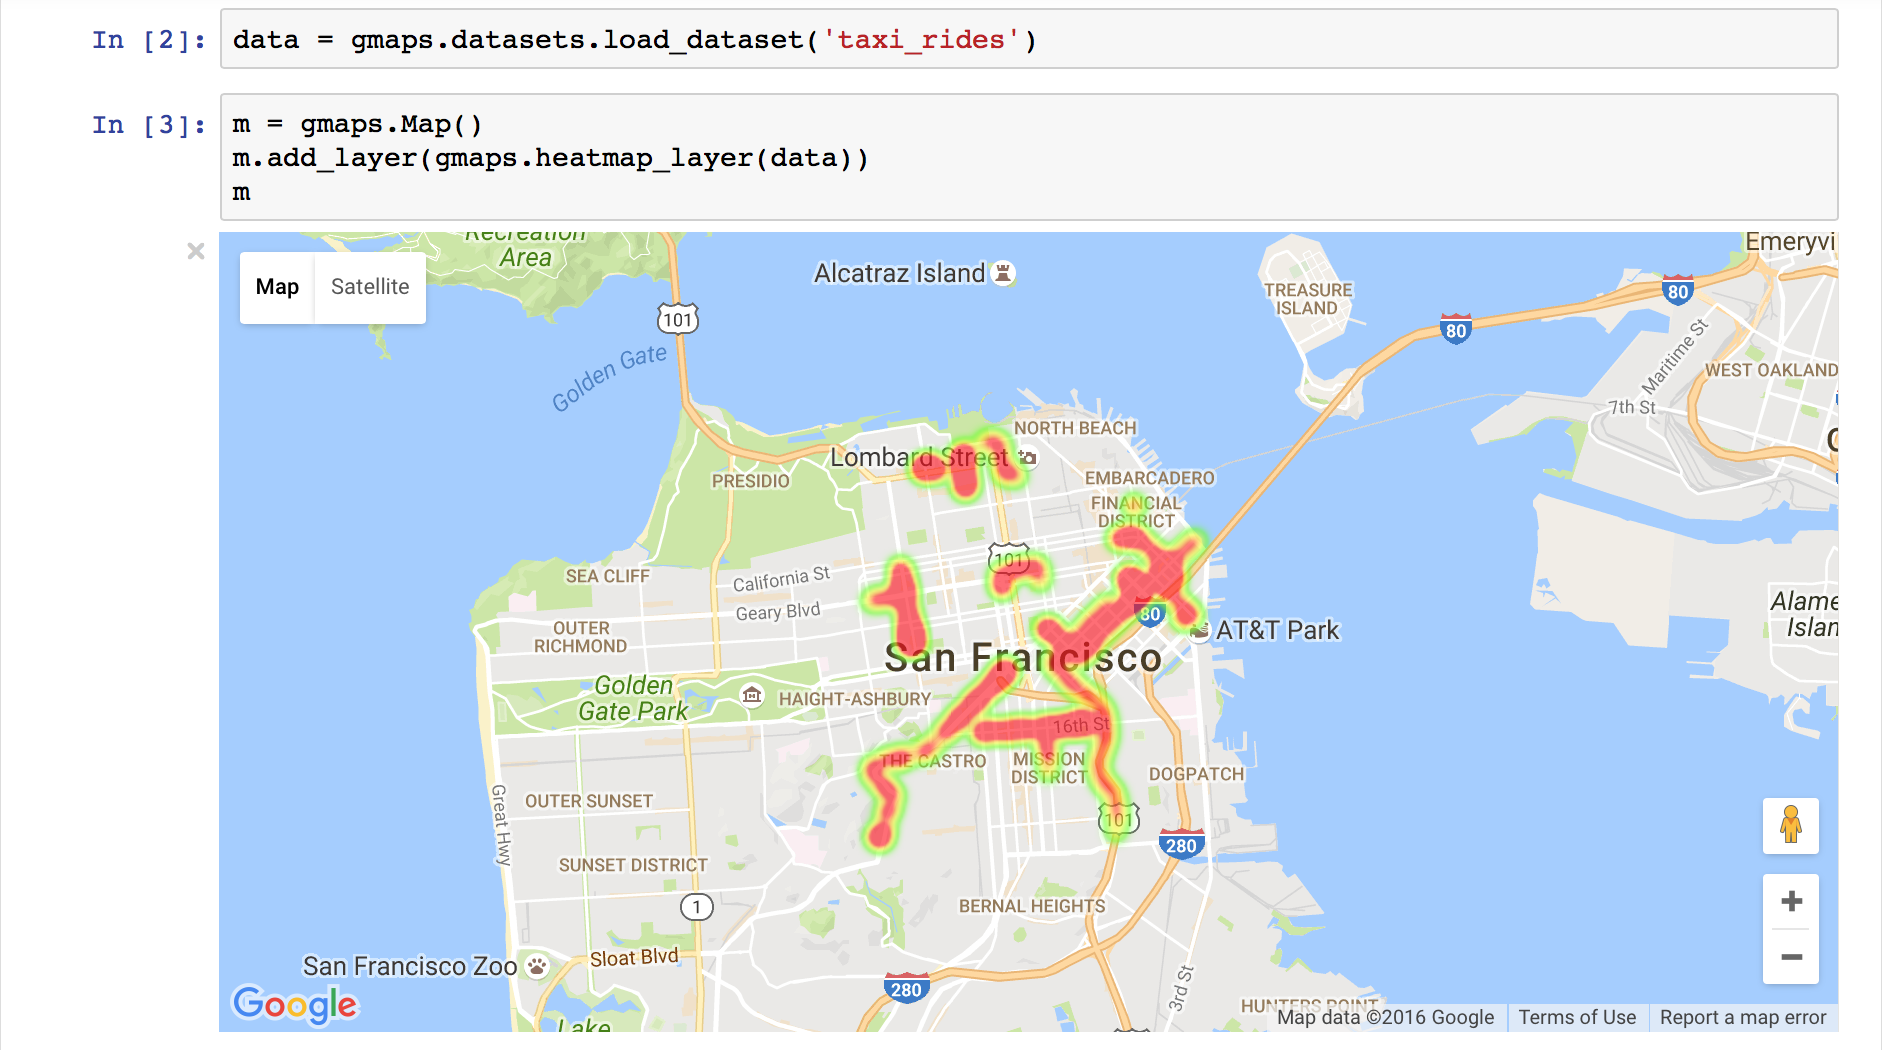 In [2]: data = gmaps.datasets.load_dataset('taxi_rides')
In [3]: m = gmaps.Map()
m.add_layer(gmaps.heatmap_layer(data))
m
×
Map Satellite
Recreation
Area
Alcatraz Island
Emeryvi
TREASURE
ISLAND
80
101
80
Golden Gate
Maritime St
WEST OAKLAND
7th St
NORTH BEACH
Lombard Street
PRESIDIO
EMBARCADERO
FINANCIAL
DISTRICT
101
SEA CLIFF
California St
Geary Blvd
80
Alame
Islan
OUTER
RICHMOND
AT&T Park
San Francisco
Golden
Gate Park
HAIGHT-ASHBURY
16th St
THE CASTRO
MISSION
DISTRICT
DOGPATCH
Great Hwy
OUTER SUNSET
101
280
SUNSET DISTRICT
1
BERNAL HEIGHTS
San Francisco Zoo
Sloat Blvd
280
3rd St
Google
HUNTERS POINT
Lake
Map data ©2016 Google Terms of Use Report a map error